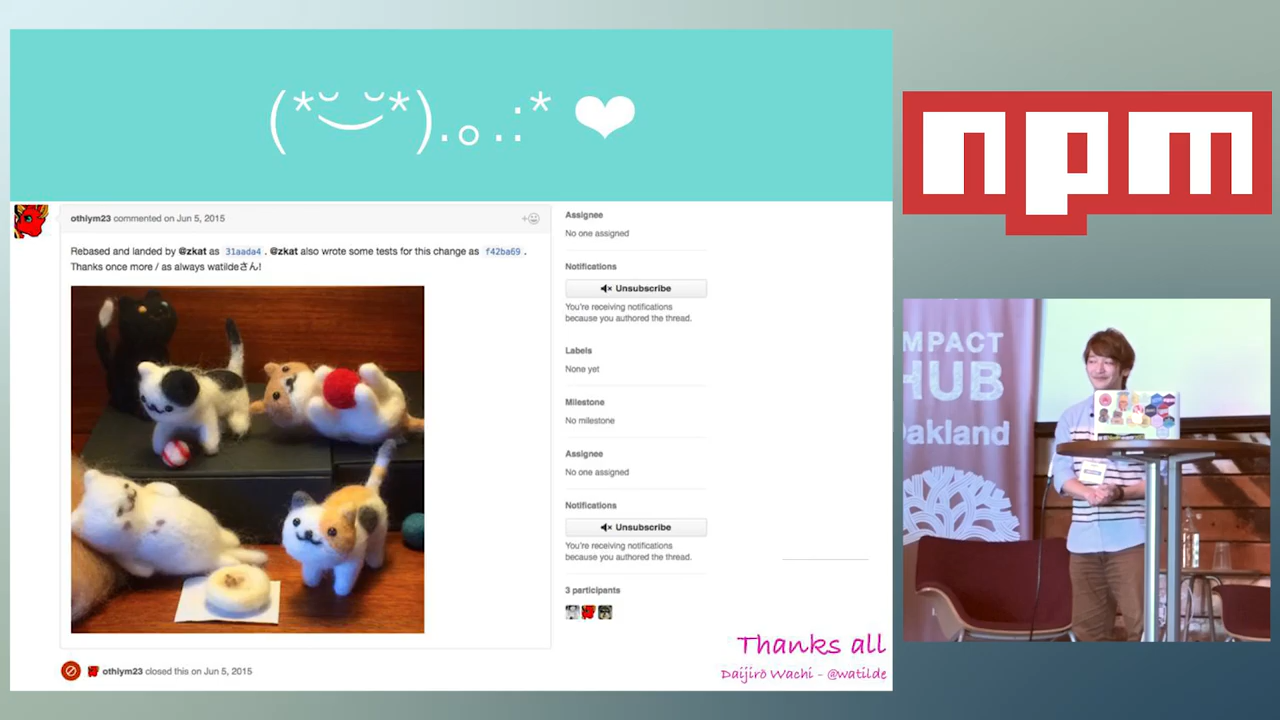 (*˘‿˘*).｡.:* ❤
othiym23 commented on Jun 5, 2015
Rebased and landed by @zkat as 31aada4 . @zkat also wrote some tests for this change as f42ba69 .
Thanks once more / as always watildeさん!
othiym23 closed this on Jun 5, 2015
Assignee
No one assigned
Notifications
Unsubscribe
You're receiving notifications
because you authored the thread.
Labels
None yet
Milestone
No milestone
Assignee
No one assigned
Notifications
Unsubscribe
You're receiving notifications
because you authored the thread.
3 participants
Thanks all
Daijirō Wachi - @watilde
npm
MPACT
HUB
Oakland